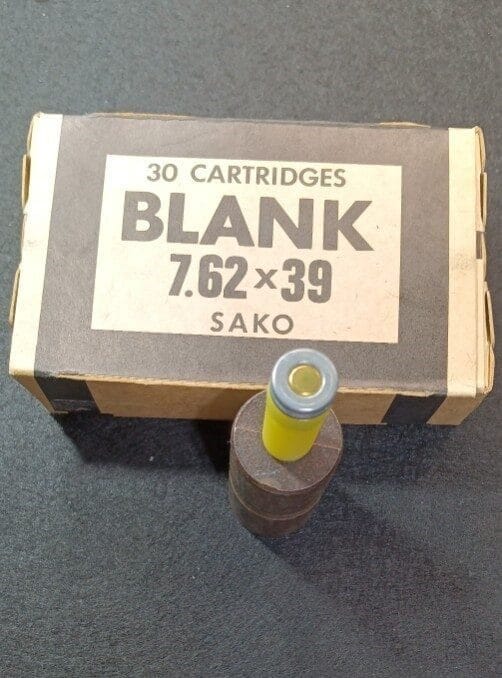 30 CARTRIDGES
BLANK
7.62 x 39
SAKO